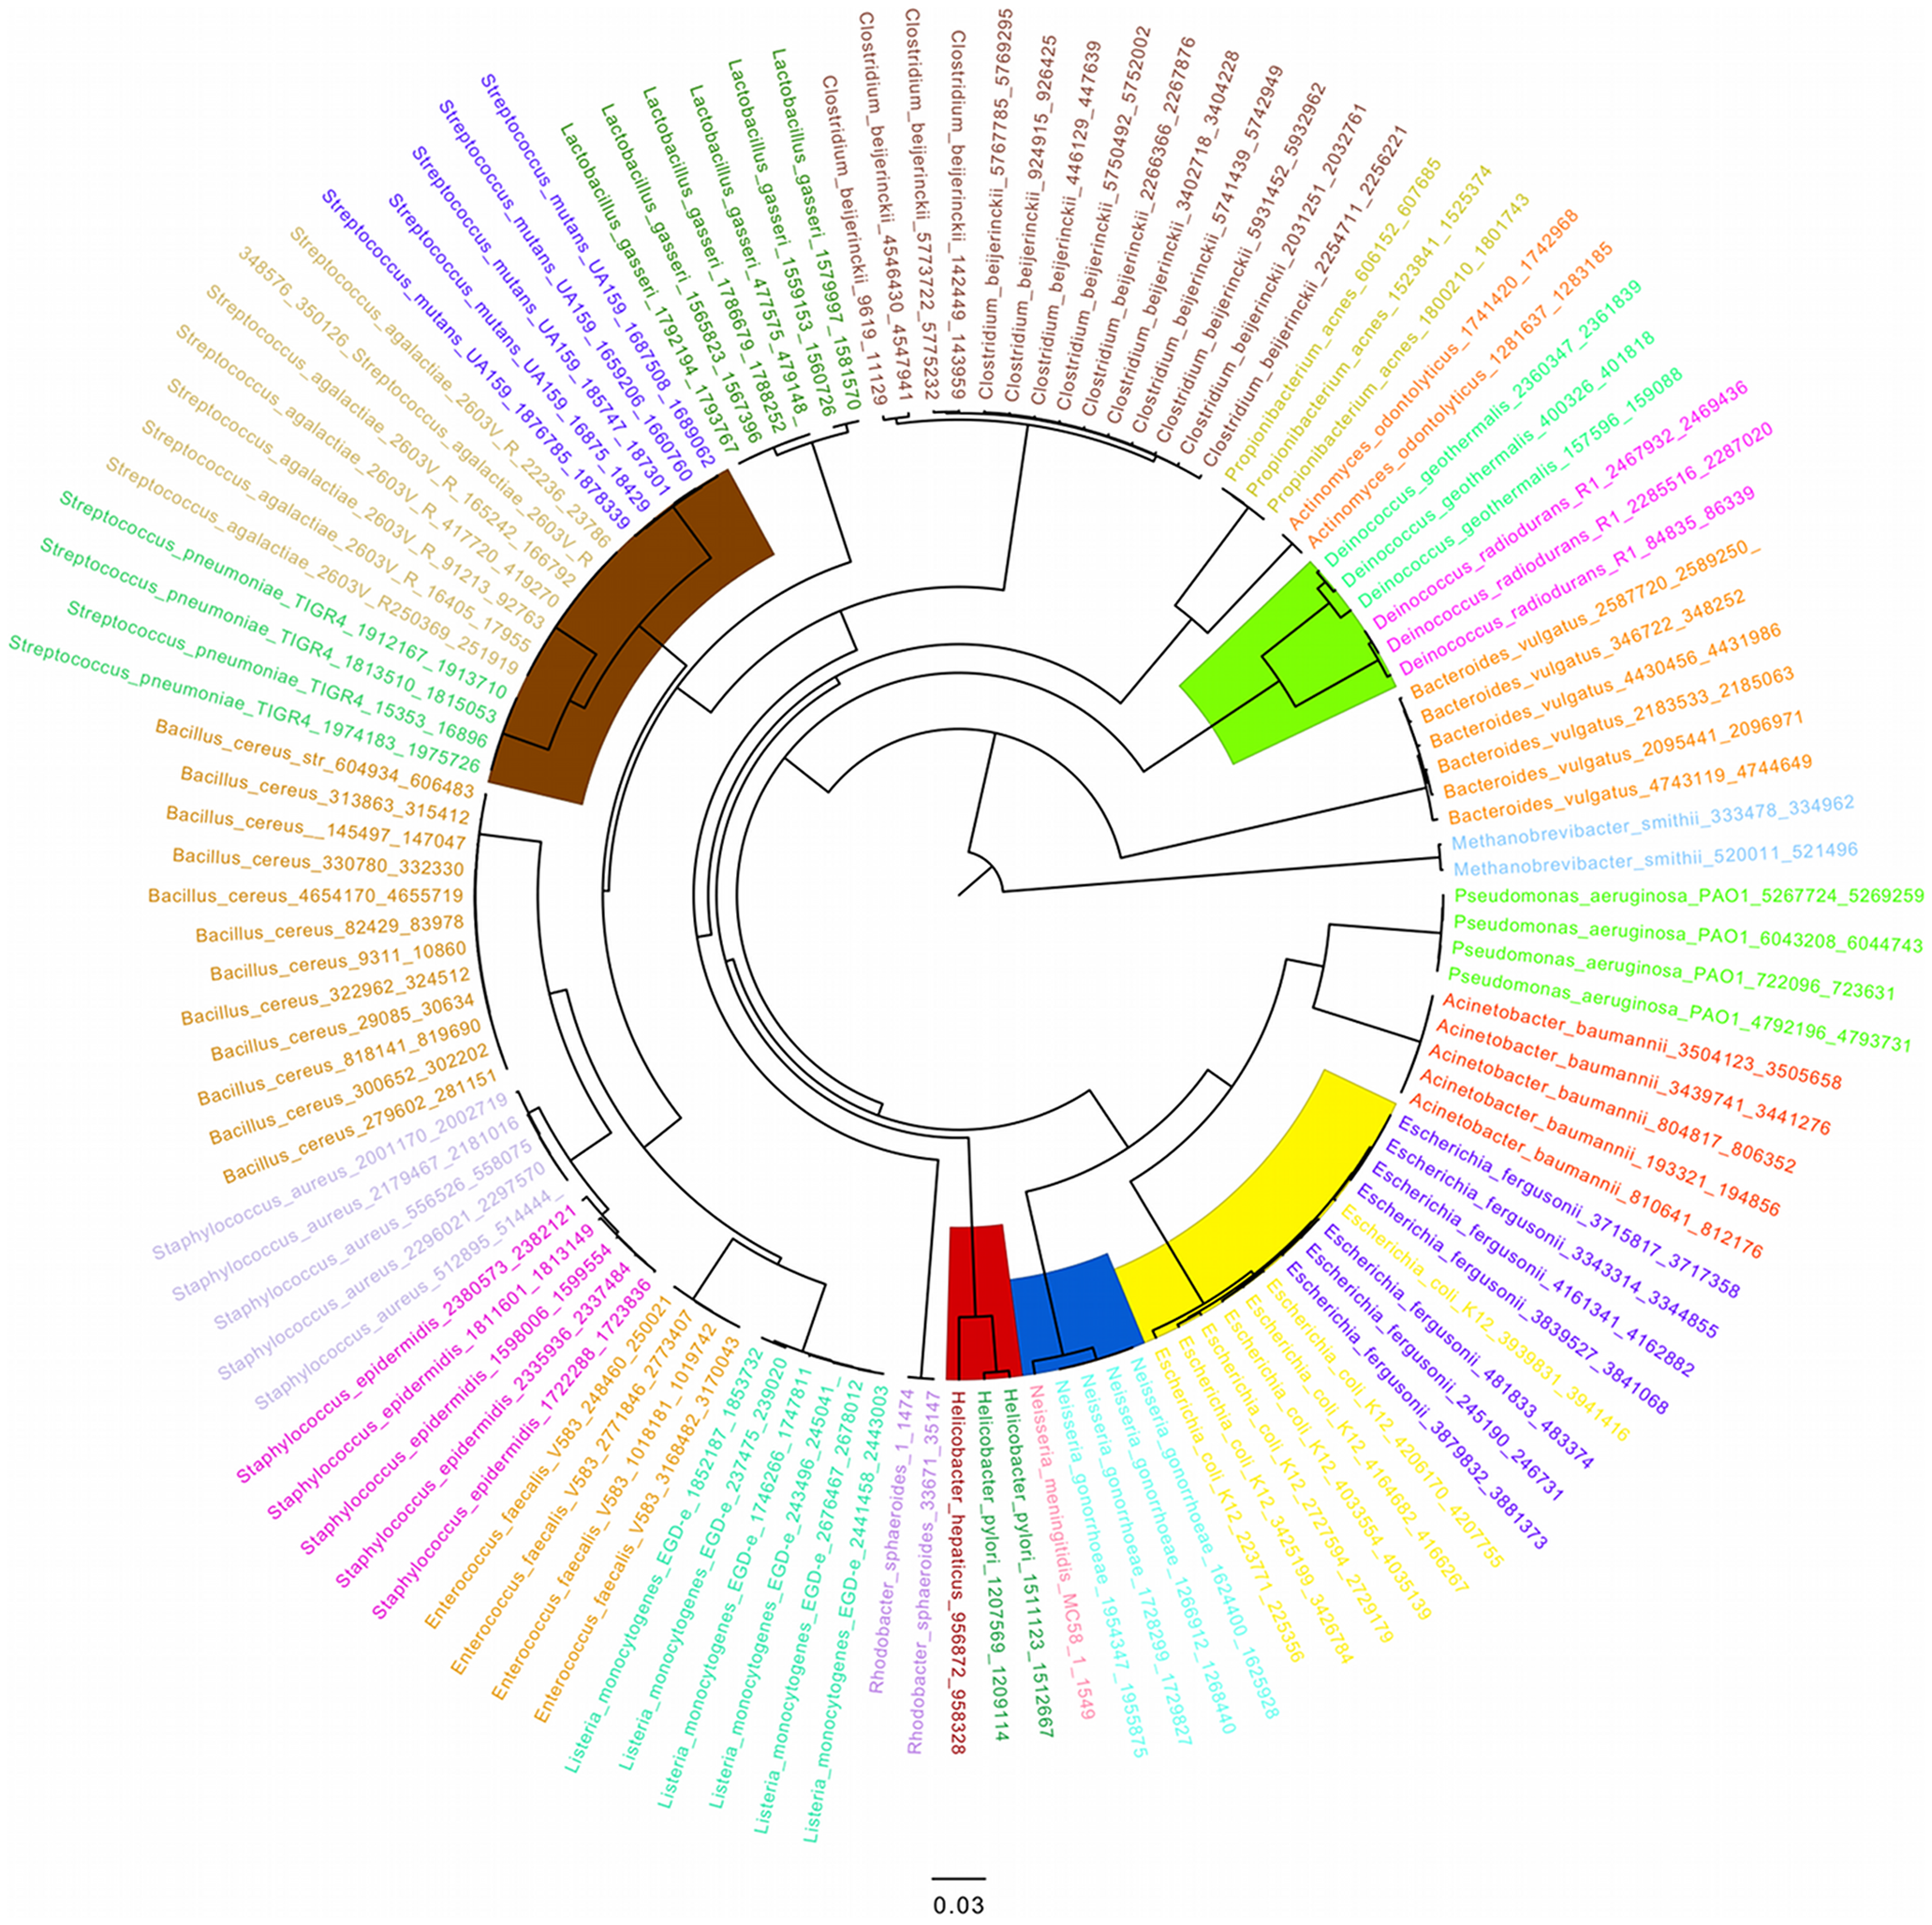 Clostridium_beijerinckii_9619_11129
Clostridium_beijerinckii_4546430_4547941
Clostridium_beijerinckii_5773722_5775232
Clostridium_beijerinckii_142449_143959
Clostridium_beijerinckii_5767785_5769295
Clostridium_beijerinckii_924915_926425
Clostridium_beijerinckii_446129_447639
Clostridium_beijerinckii_5750492_5752002
Clostridium_beijerinckii_2266366_2267876
Clostridium_beijerinckii_3402718_3404228
Clostridium_beijerinckii_5741439_5742949
Clostridium_beijerinckii_5931452_5932962
Clostridium_beijerinckii_2031251_2032761
Clostridium_beijerinckii_2254711_2256221
Propionibacterium_acnes_606152_607685
Propionibacterium_acnes_1523841_1525374
Propionibacterium_acnes_1800210_1801743
Actinomyces_odontolyticus_1741420_1742968
Actinomyces_odontolyticus_1281637_1283185
Deinococcus_geothermalis_2360347_2361839
Deinococcus_geothermalis_400326_401818
Deinococcus_geothermalis_157596_159088
Deinococcus_radiodurans_R1_2467932_2469436
Deinococcus_radiodurans_R1_2285516_2287020
Deinococcus_radiodurans_R1_84835_86339
Bacteroides_vulgatus_2587720_2589250_
Bacteroides_vulgatus_346722_348252
Bacteroides_vulgatus_4430456_4431986
Bacteroides_vulgatus_2183533_2185063
Bacteroides_vulgatus_2095441_2096971
Bacteroides_vulgatus_4743119_4744649
Methanobrevibacter_smithii_333478_334962
Methanobrevibacter_smithii_520011_521496
Pseudomonas_aeruginosa_PAO1_5267724_5269259
Pseudomonas_aeruginosa_PAO1_6043208_6044743
Pseudomonas_aeruginosa_PAO1_722096_723631
Pseudomonas_aeruginosa_PAO1_4792196_4793731
Acinetobacter_baumannii_3504123_3505658
Acinetobacter_baumannii_3439741_3441276
Acinetobacter_baumannii_804817_806352
Acinetobacter_baumannii_193321_194856
Acinetobacter_baumannii_810641_812176
Escherichia_fergusonii_3715817_3717358
Escherichia_fergusonii_3343314_3344855
Escherichia_fergusonii_4161341_4162882
Escherichia_fergusonii_3839527_3841068
Escherichia_coli_K12_3939831_3941416
Escherichia_fergusonii_481833_483374
Escherichia_fergusonii_245190_246731
Escherichia_fergusonii_3879832_3881373
Escherichia_coli_K12_4206170_4207755
Escherichia_coli_K12_4164682_4166267
Escherichia_coli_K12_4033554_4035139
Escherichia_coli_K12_2727594_2729179
Escherichia_coli_K12_3425199_3426784
Escherichia_coli_K12_223771_225356
Neisseria_gonorrhoeae_1624400_1625928
Neisseria_gonorrhoeae_1266912_1268440
Neisseria_gonorrhoeae_1728299_1729827
Neisseria_gonorrhoeae_1954347_1955875
Neisseria_meningitidis_MC58_1_1549
Helicobacter_pylori_1511123_1512667
Helicobacter_pylori_1207569_1209114
Helicobacter_hepaticus_956872_958328
Rhodobacter_sphaeroides_33671_35147
Rhodobacter_sphaeroides_1_1474
Listeria_monocytogenes_EGD-e_2441458_2443003
Listeria_monocytogenes_EGD-e_2676467_2678012
Listeria_monocytogenes_EGD-e_243496_245041_
Listeria_monocytogenes_EGD-e_1746266_1747811
Listeria_monocytogenes_EGD-e_237475_239020
Listeria_monocytogenes_EGD-e_1852187_1853732
Enterococcus_faecalis_V583_3168482_3170043
Enterococcus_faecalis_V583_1018181_1019742
Enterococcus_faecalis_V583_2771846_2773407
Enterococcus_faecalis_V583_248460_250021
Staphylococcus_epidermidis_1722288_1723836
Staphylococcus_epidermidis_2335936_2337484
Staphylococcus_epidermidis_1598006_1599554
Staphylococcus_epidermidis_1811601_1813149
Staphylococcus_epidermidis_2380573_2382121
Staphylococcus_aureus_512895_514444_
Staphylococcus_aureus_2296021_2297570
Staphylococcus_aureus_556526_558075
Staphylococcus_aureus_2179467_2181016
Staphylococcus_aureus_2001170_2002719
Bacillus_cereus_279602_281151
Bacillus_cereus_300652_302202
Bacillus_cereus_818141_819690
Bacillus_cereus_29085_30634
Bacillus_cereus_322962_324512
Bacillus_cereus_9311_10860
Bacillus_cereus_82429_83978
Bacillus_cereus_4654170_4655719
Bacillus_cereus_330780_332330
Bacillus_cereus__145497_147047
Bacillus_cereus_313863_315412
Bacillus_cereus_str_604934_606483
Streptococcus_pneumoniae_TIGR4_1974183_1975726
Streptococcus_pneumoniae_TIGR4_15353_16896
Streptococcus_pneumoniae_TIGR4_1813510_1815053
Streptococcus_pneumoniae_TIGR4_1912167_1913710
Streptococcus_agalactiae_2603V_R250369_251919
Streptococcus_agalactiae_2603V_R_16405_17955
Streptococcus_agalactiae_2603V_R_91213_92763
Streptococcus_agalactiae_2603V_R_417720_419270
Streptococcus_agalactiae_2603V_R_165242_166792
348576_350126_Streptococcus_agalactiae_2603V_R
Streptococcus_agalactiae_2603V_R_22236_23786
Streptococcus_mutans_UA159_1876785_1878339
Streptococcus_mutans_UA159_16875_18429
Streptococcus_mutans_UA159_185747_187301
Streptococcus_mutans_UA159_1659206_1660760
Streptococcus_mutans_UA159_1687508_1689062
Lactobacillus_gasseri_1792194_1793767
Lactobacillus_gasseri_1565823_1567396
Lactobacillus_gasseri_1786679_1788252
Lactobacillus_gasseri_477575_479148
Lactobacillus_gasseri_1559153_1560726
Lactobacillus_gasseri_1579997_1581570
0.03